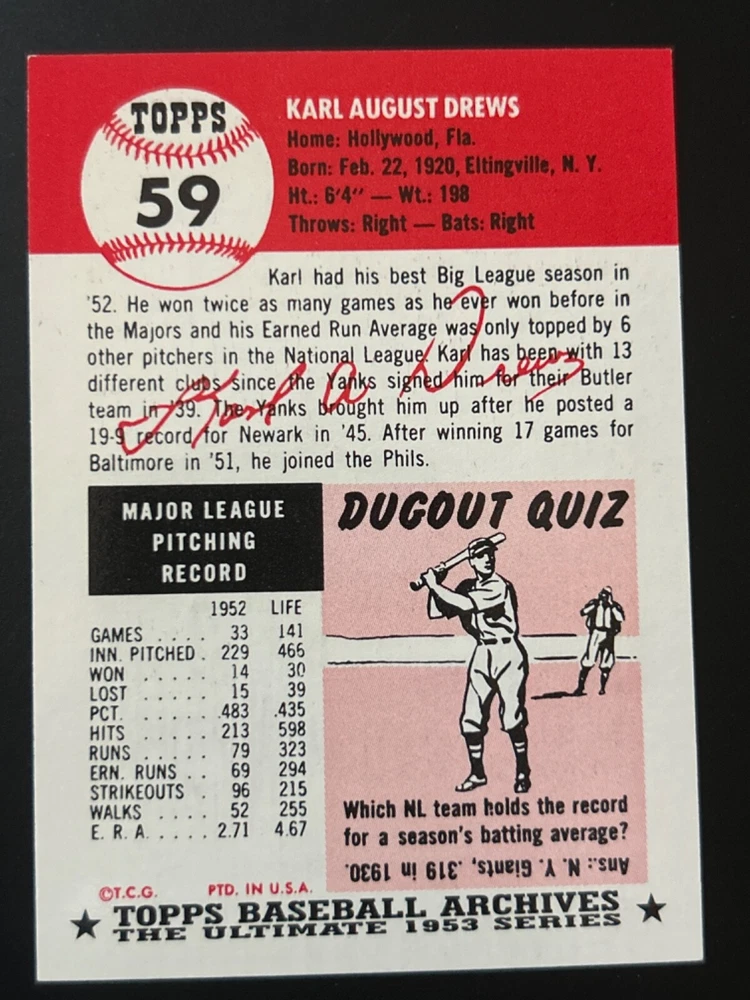 TOPPS
59
KARL AUGUST DREWS
Home: Hollywood, Fla.
Born: Feb. 22, 1920, Eltingville, N. Y.
Ht.: 6'4" — Wt.: 198
Throws: Right — Bats: Right
Karl had his best Big League season in
'52. He won twice as many games as he ever won before in
the Majors and his Earned Run Average was only topped by 6
other pitchers in the National League. Karl has been with 13
different clubs since the Yanks signed him for their Butler
team in '39. The Yanks brought him up after he posted a
19-9 record for Newark in '45. After winning 17 games for
Baltimore in '51, he joined the Phils.
Karl A Drews
MAJOR LEAGUE
PITCHING
RECORD
1952 LIFE
GAMES .... 33 141
INN. PITCHED . 229 466
WON ..... 14 30
LOST ..... 15 39
PCT. ...... .483 .435
HITS ..... 213 598
RUNS ..... 79 323
ERN. RUNS .. 69 294
STRIKEOUTS . 96 215
WALKS .... 52 255
E. R. A. .... 2.71 4.67
DUGOUT QUIZ
Which NL team holds the record
for a season's batting average?
Ans.: N. Y. Giants, .319 in 1930.
©T.C.G. PTD. IN U.S.A.
★ TOPPS BASEBALL ARCHIVES ★
THE ULTIMATE 1953 SERIES